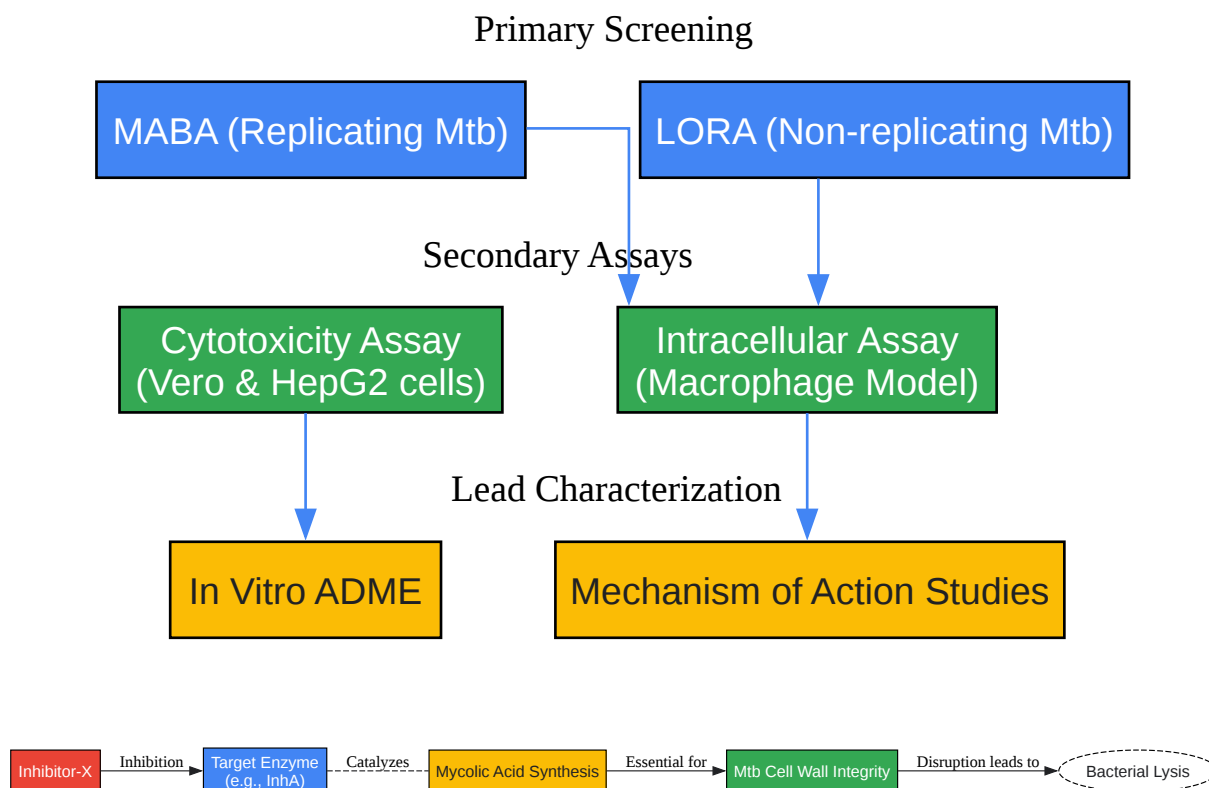 Primary Screening
MABA (Replicating Mtb)
LORA (Non-replicating Mtb)
Secondary Assays
Cytotoxicity Assay
(Vero & HepG2 cells)
Intracellular Assay
(Macrophage Model)
Lead Characterization
In Vitro ADME
Mechanism of Action Studies
Inhibitor-X
Inhibition
Target Enzyme
(e.g., InhA)
Catalyzes
Mycolic Acid Synthesis
Essential for
Mtb Cell Wall Integrity
Disruption leads to
Bacterial Lysis